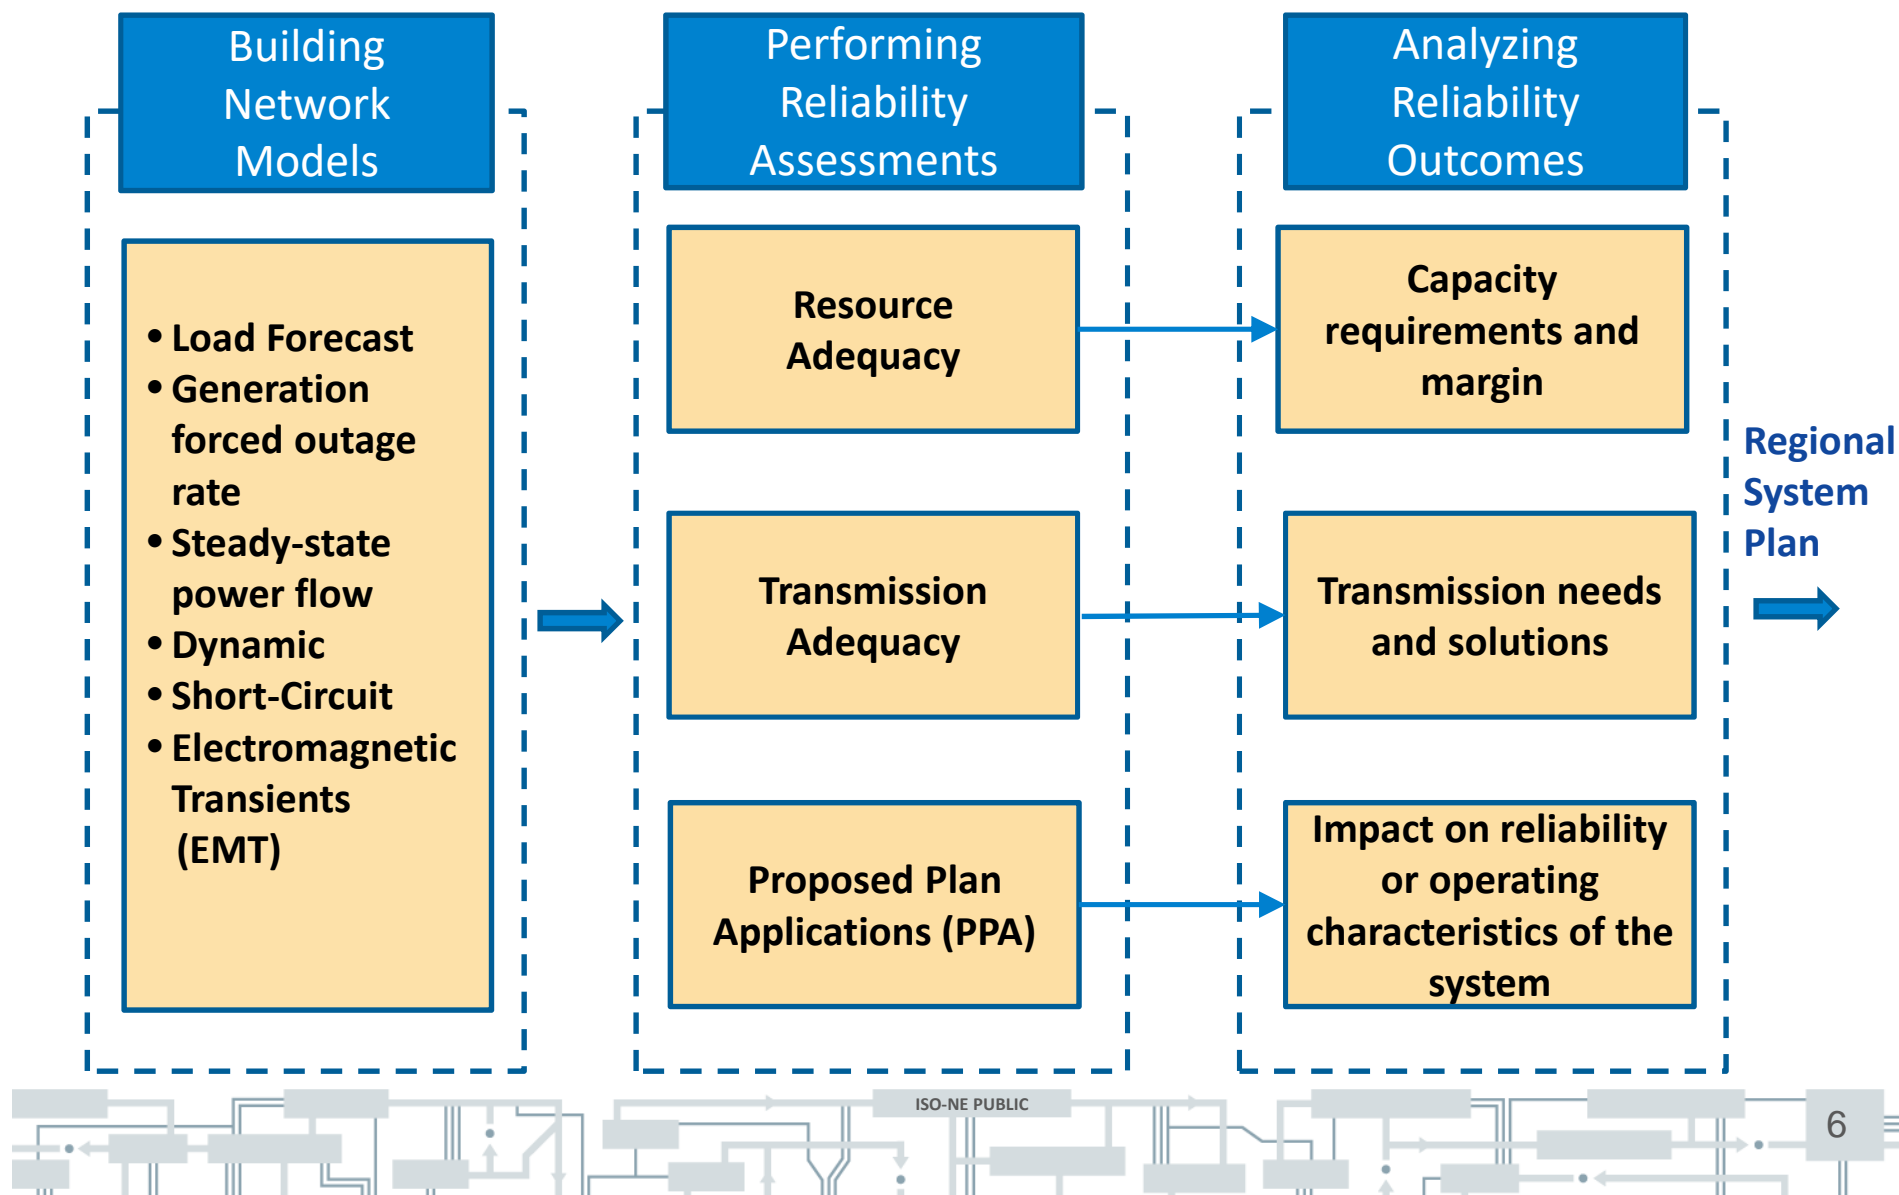 Building
Network
Models
• Load Forecast
• Generation
forced outage
rate
• Steady-state
power flow
• Dynamic
• Short-Circuit
• Electromagnetic
Transients
(EMT)
Performing
Reliability
Assessments
Resource
Adequacy
Transmission
Adequacy
Proposed Plan
Applications (PPA)
Analyzing
Reliability
Outcomes
Capacity
requirements and
margin
Transmission needs
and solutions
Impact on reliability
or operating
characteristics of the
system
Regional
System
Plan
ISO-NE PUBLIC
6